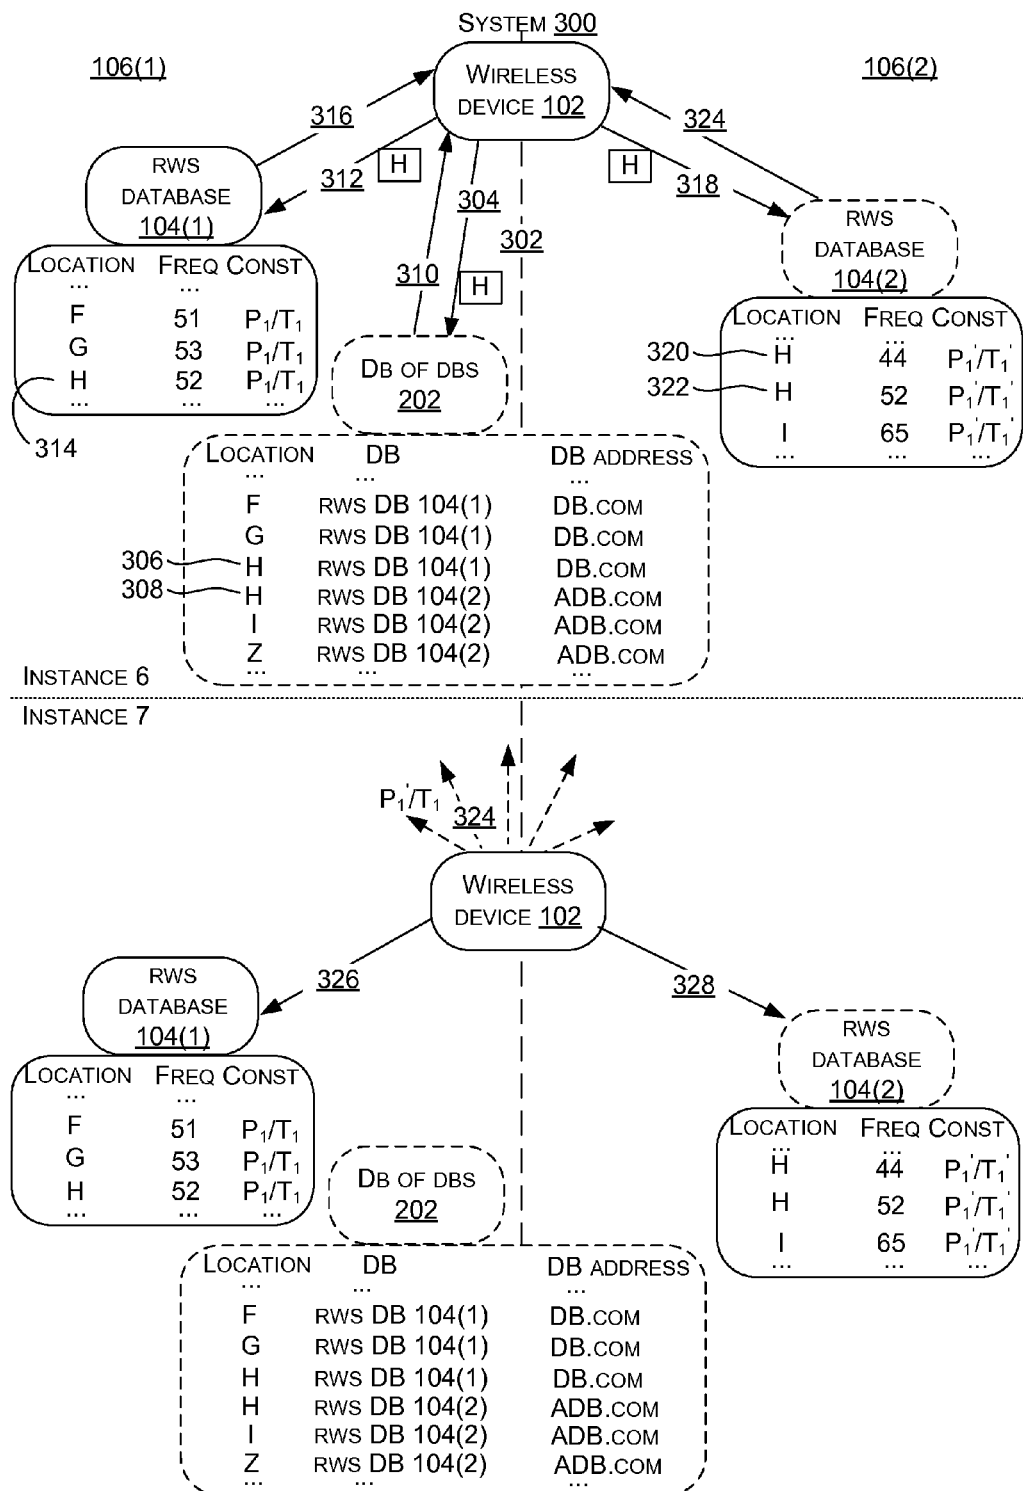 SYSTEM 300
106(1)
106(2)
WIRELESS
DEVICE 102
316
324
312
H
H
318
304
302
310
H
RWS
DATABASE
104(1)
LOCATION FREQ CONST
... ...
F 51 P₁/T₁
G 53 P₁/T₁
H 52 P₁/T₁
... ... ...
314
RWS
DATABASE
104(2)
LOCATION FREQ CONST
... ...
320 H 44 P₁'/T₁'
322 H 52 P₁'/T₁'
I 65 P₁'/T₁'
... ... ...
DB OF DBS
202
LOCATION DB DB ADDRESS
... ... ...
F RWS DB 104(1) DB.COM
G RWS DB 104(1) DB.COM
306 H RWS DB 104(1) DB.COM
308 H RWS DB 104(2) ADB.COM
I RWS DB 104(2) ADB.COM
Z RWS DB 104(2) ADB.COM
... ... ...
INSTANCE 6
INSTANCE 7
P₁'/T₁
324
WIRELESS
DEVICE 102
326
328
RWS
DATABASE
104(1)
LOCATION FREQ CONST
... ...
F 51 P₁/T₁
G 53 P₁/T₁
H 52 P₁/T₁
... ... ...
RWS
DATABASE
104(2)
LOCATION FREQ CONST
... ...
H 44 P₁'/T₁'
H 52 P₁'/T₁'
I 65 P₁'/T₁'
... ... ...
DB OF DBS
202
LOCATION DB DB ADDRESS
... ... ...
F RWS DB 104(1) DB.COM
G RWS DB 104(1) DB.COM
H RWS DB 104(1) DB.COM
H RWS DB 104(2) ADB.COM
I RWS DB 104(2) ADB.COM
Z RWS DB 104(2) ADB.COM
... ... ...